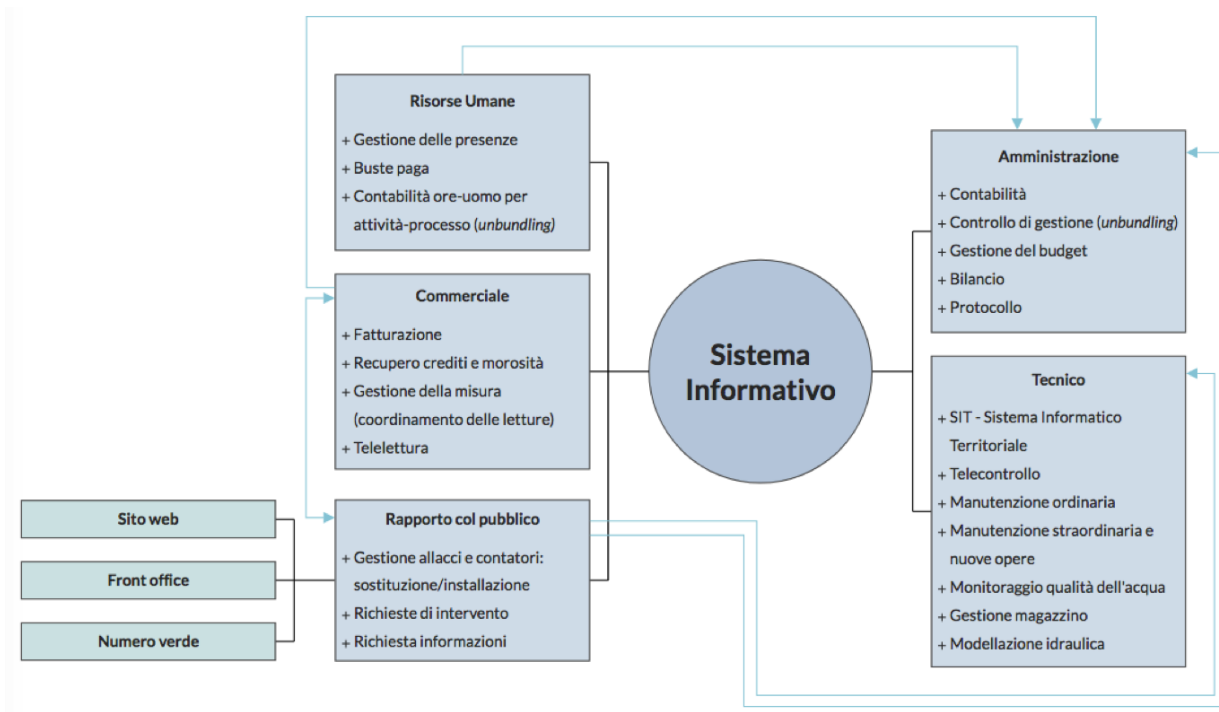 Risorse Umane
+ Gestione delle presenze
+ Buste paga
+ Contabilità ore-uomo per
attività-processo (unbundling)
Commerciale
+ Fatturazione
+ Recupero crediti e morosità
+ Gestione della misura
(coordinamento delle letture)
+ Telelettura
Sito web
Front office
Numero verde
Rapporto col pubblico
+ Gestione allacci e contatori:
sostituzione/installazione
+ Richieste di intervento
+ Richiesta informazioni
Sistema
Informativo
Amministrazione
+ Contabilità
+ Controllo di gestione (unbundling)
+ Gestione del budget
+ Bilancio
+ Protocollo
Tecnico
+ SIT - Sistema Informatico
Territoriale
+ Telecontrollo
+ Manutenzione ordinaria
+ Manutenzione straordinaria e
nuove opere
+ Monitoraggio qualità dell'acqua
+ Gestione magazzino
+ Modellazione idraulica